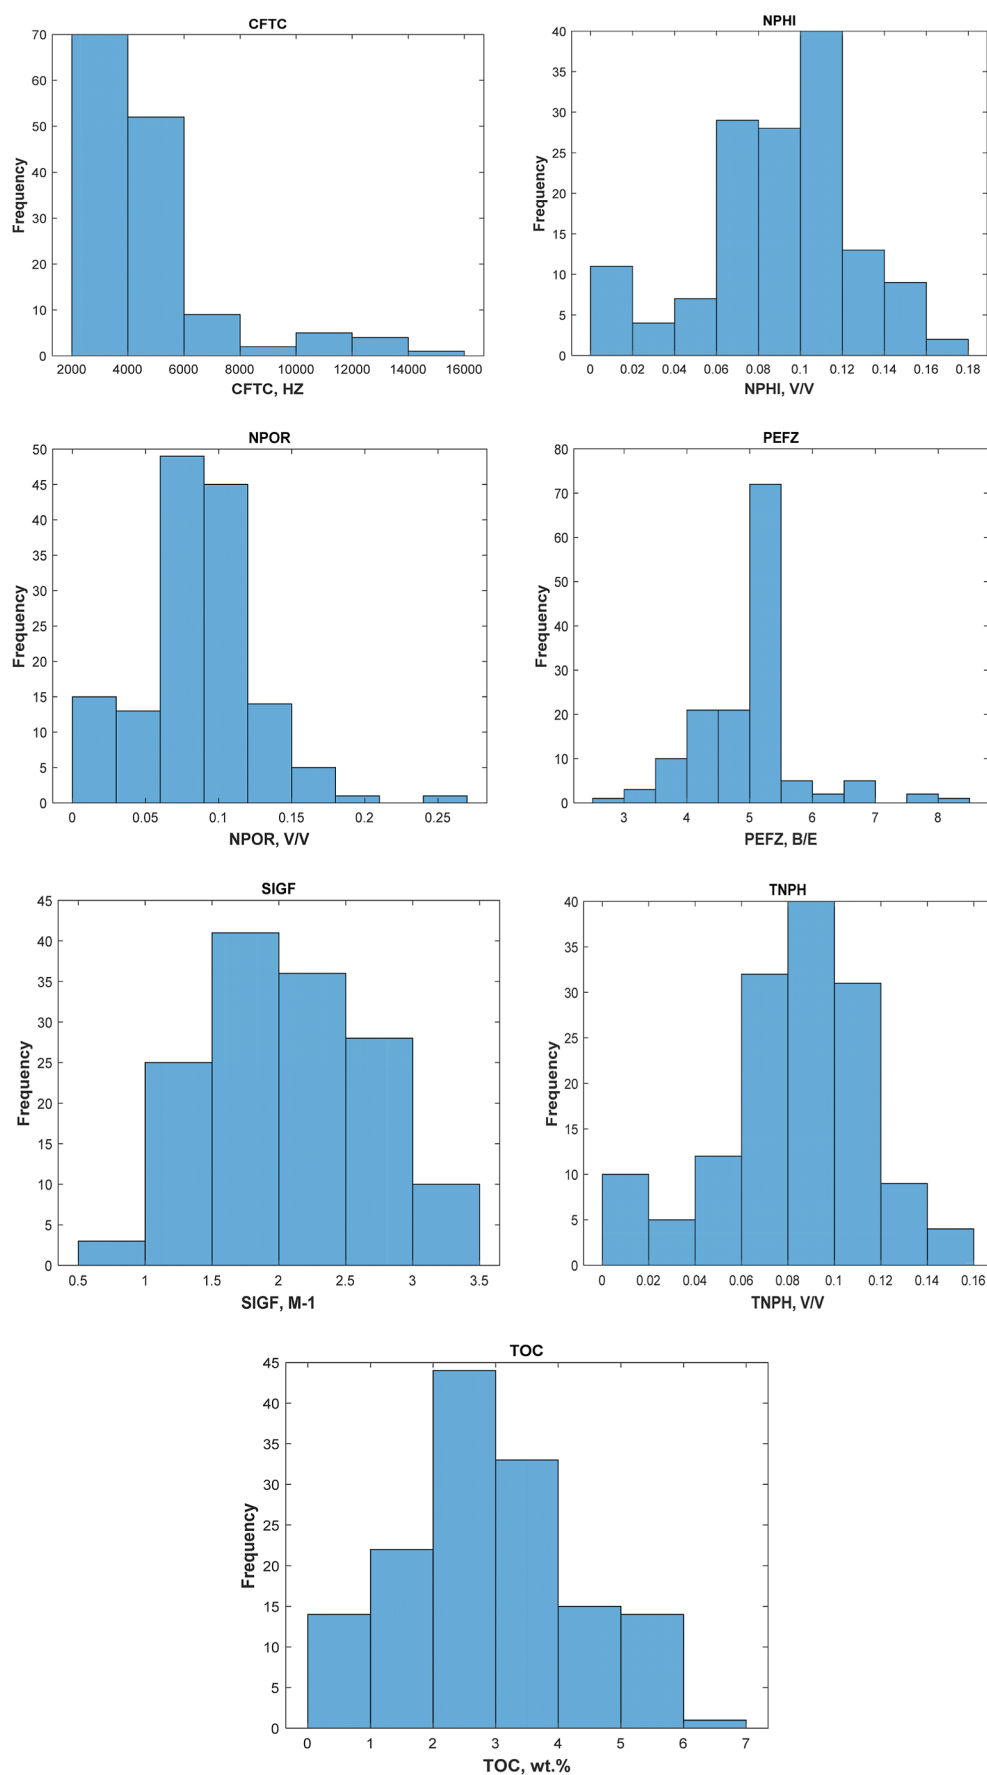 CFTC
70
60
50
40
30
20
10
0
Frequency
2000 4000 6000 8000 10000 12000 14000 16000
CFTC, HZ
NPHI
40
35
30
25
20
15
10
5
0
Frequency
0 0.02 0.04 0.06 0.08 0.1 0.12 0.14 0.16 0.18
NPHI, V/V
NPOR
50
45
40
35
30
25
20
15
10
5
0
Frequency
0 0.05 0.1 0.15 0.2 0.25
NPOR, V/V
PEFZ
80
70
60
50
40
30
20
10
0
Frequency
3 4 5 6 7 8
PEFZ, B/E
SIGF
45
40
35
30
25
20
15
10
5
0
Frequency
0.5 1 1.5 2 2.5 3 3.5
SIGF, M-1
TNPH
40
35
30
25
20
15
10
5
0
Frequency
0 0.02 0.04 0.06 0.08 0.1 0.12 0.14 0.16
TNPH, V/V
TOC
45
40
35
30
25
20
15
10
5
0
Frequency
0 1 2 3 4 5 6 7
TOC, wt.%